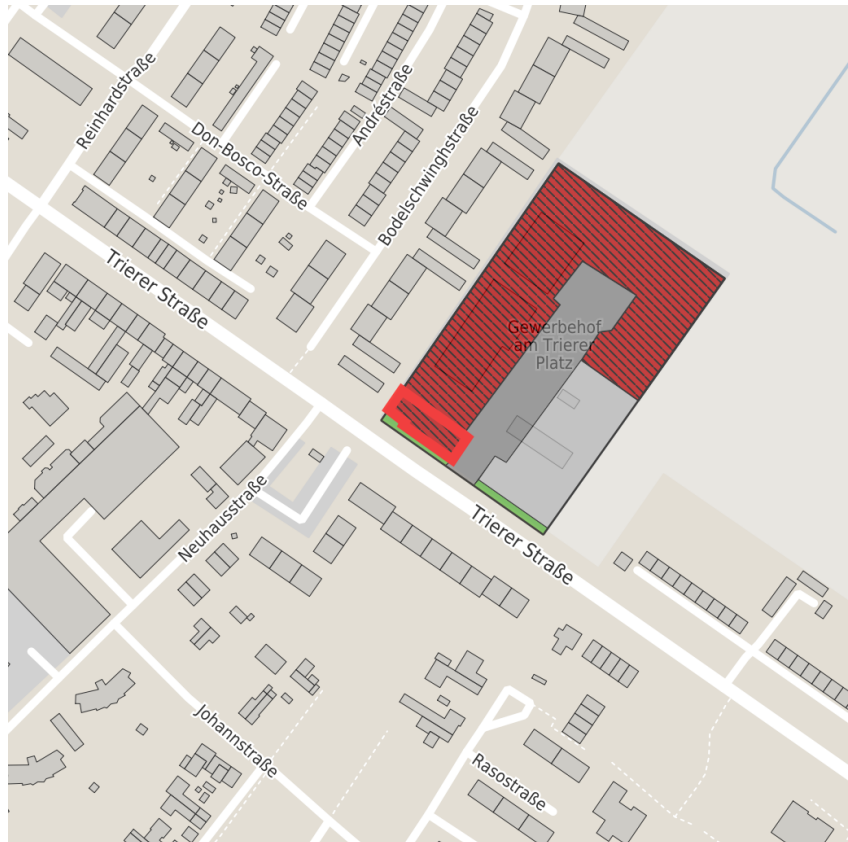 Reinhardstraße
Don-Bosco-Straße
Andréstraße
Bodelschwinghstraße
Trierer Straße
Gewerbehof
am Trierer
Platz
Neuhausstraße
Trierer Straße
Johannstraße
Rasostraße